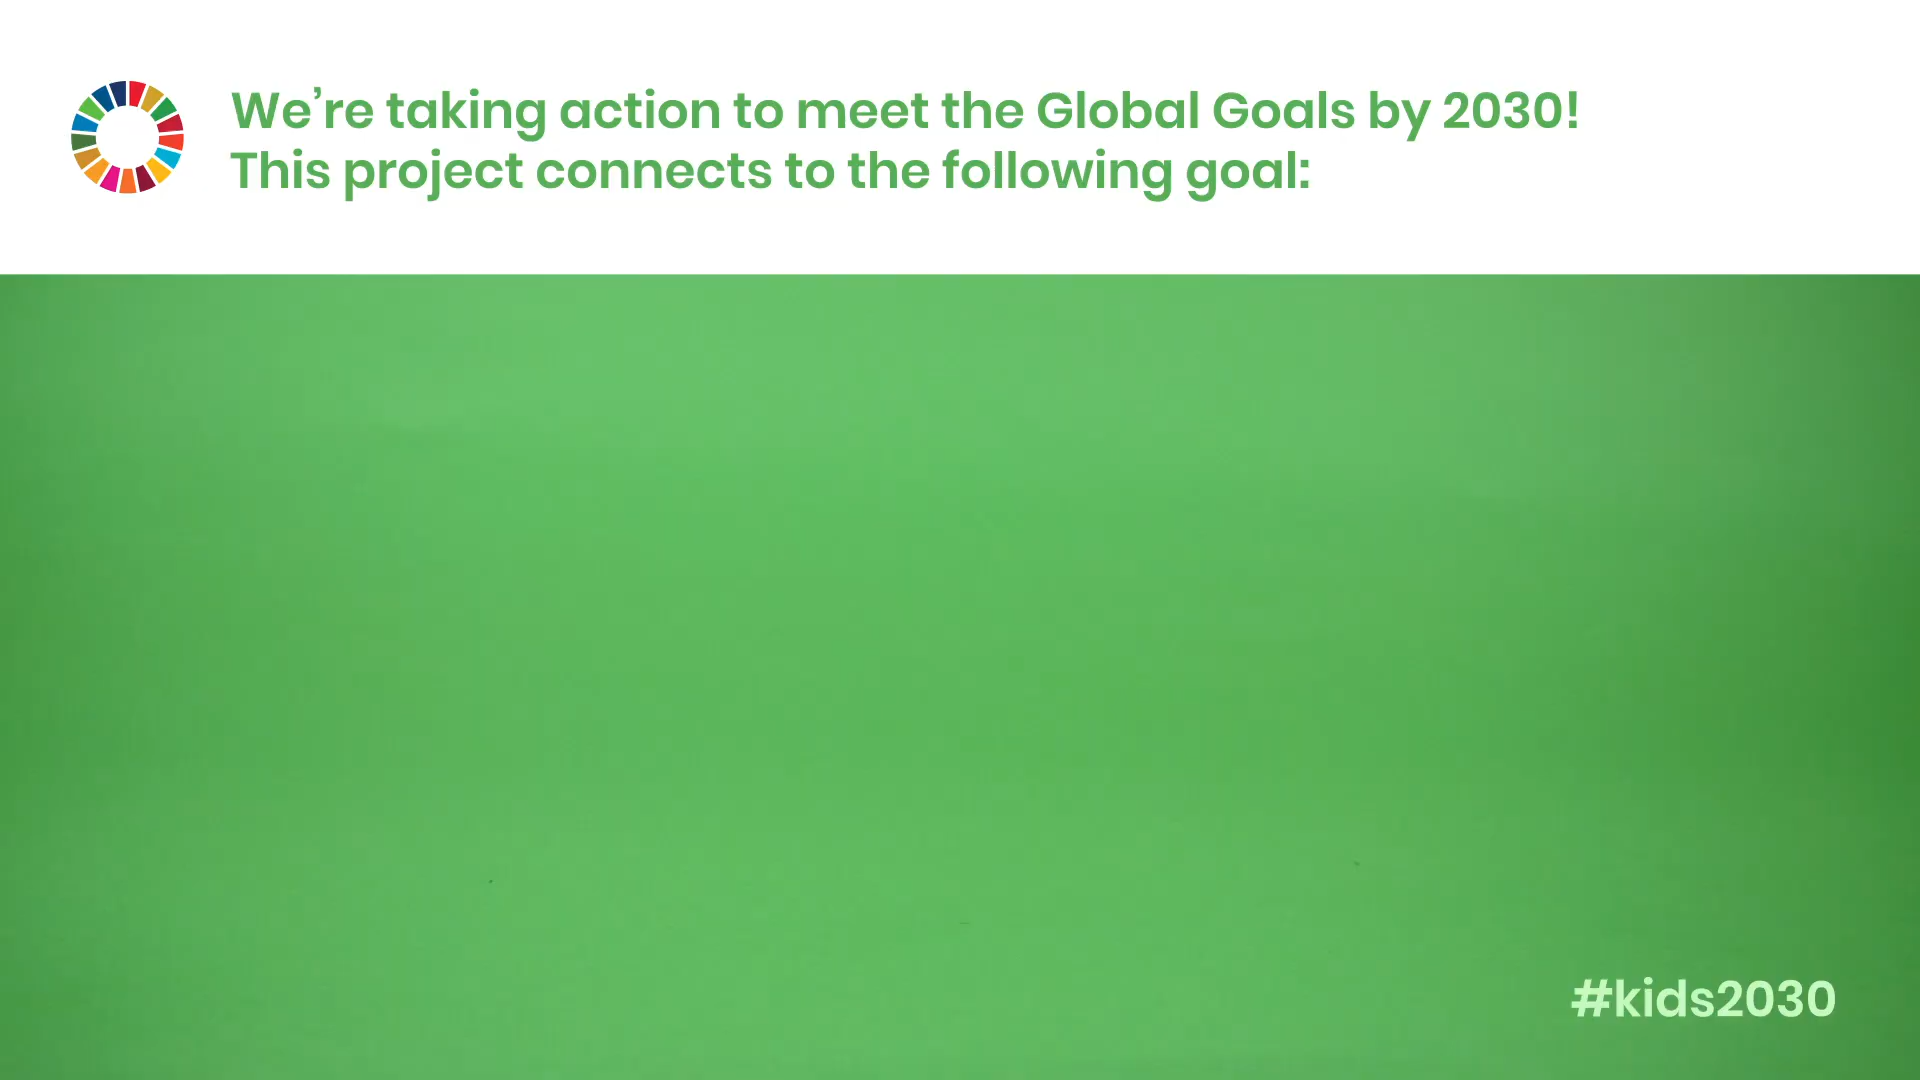 We’re taking action to meet the Global Goals by 2030!
This project connects to the following goal:
#kids2030